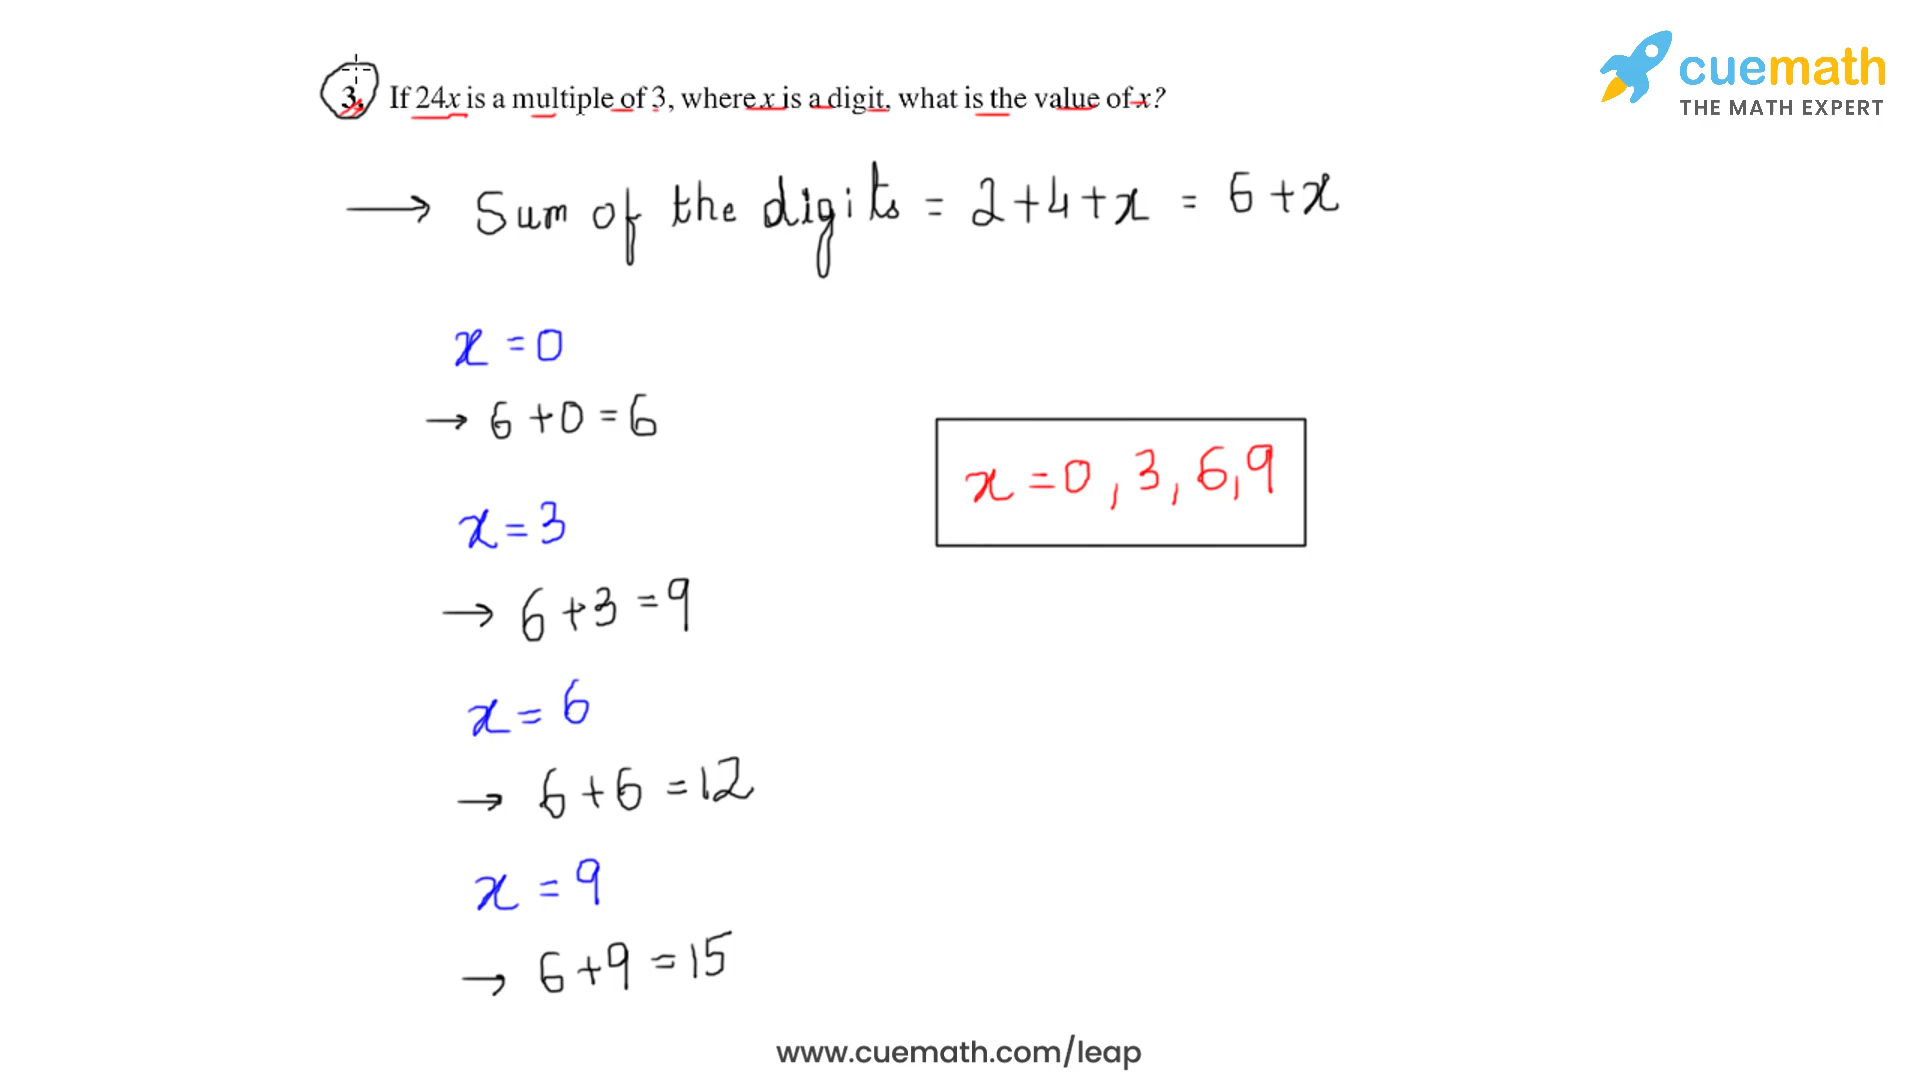 cuemath
THE MATH EXPERT
3. If 24x is a multiple of 3, where x is a digit, what is the value of x?
→ Sum of the digits = 2+4+x = 6+x
x = 0
→ 6+0=6
x = 0, 3, 6, 9
x = 3
→ 6+3=9
x = 6
→ 6+6=12
x = 9
→ 6+9=15
www.cuemath.com/leap